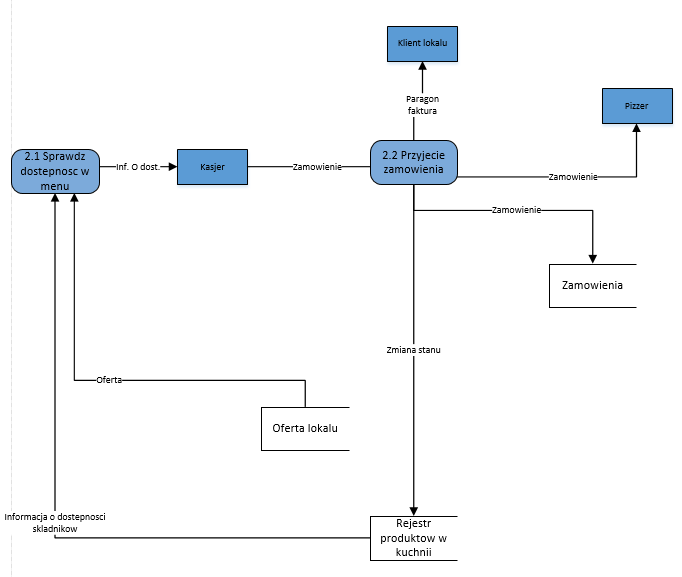 Klient lokalu
Paragon
faktura
Pizzer
2.1 Sprawdz
dostepnosc w
menu
Inf. O dost.
Kasjer
Zamowienie
2.2 Przyjecie
zamowienia
Zamowienie
Zamowienie
Zamowienia
Zmiana stanu
Oferta
Oferta lokalu
Informacja o dostepnosci
skladnikow
Rejestr
produktow w
kuchnii